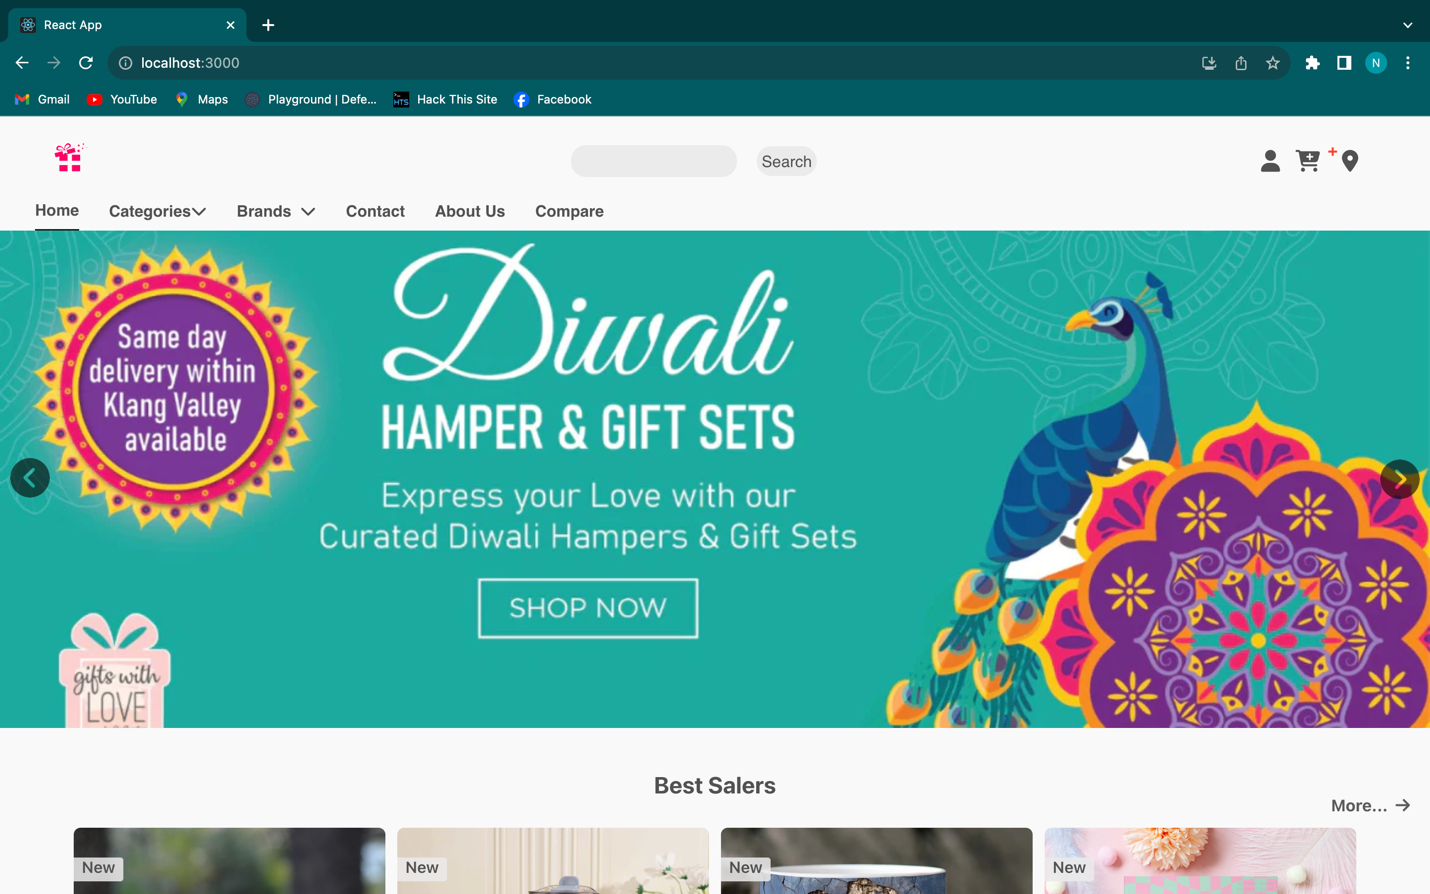 React App
localhost:3000
N
Gmail
YouTube
Maps
Playground | Defe...
HTS
Hack This Site
Facebook
Search
Home
Categories
Brands
Contact
About Us
Compare
Same day
delivery within
Klang Valley
available
Diwali
HAMPER & GIFT SETS
Express your Love with our
Curated Diwali Hampers & Gift Sets
SHOP NOW
gifts with
LOVE
Best Salers
More...
New
New
New
New